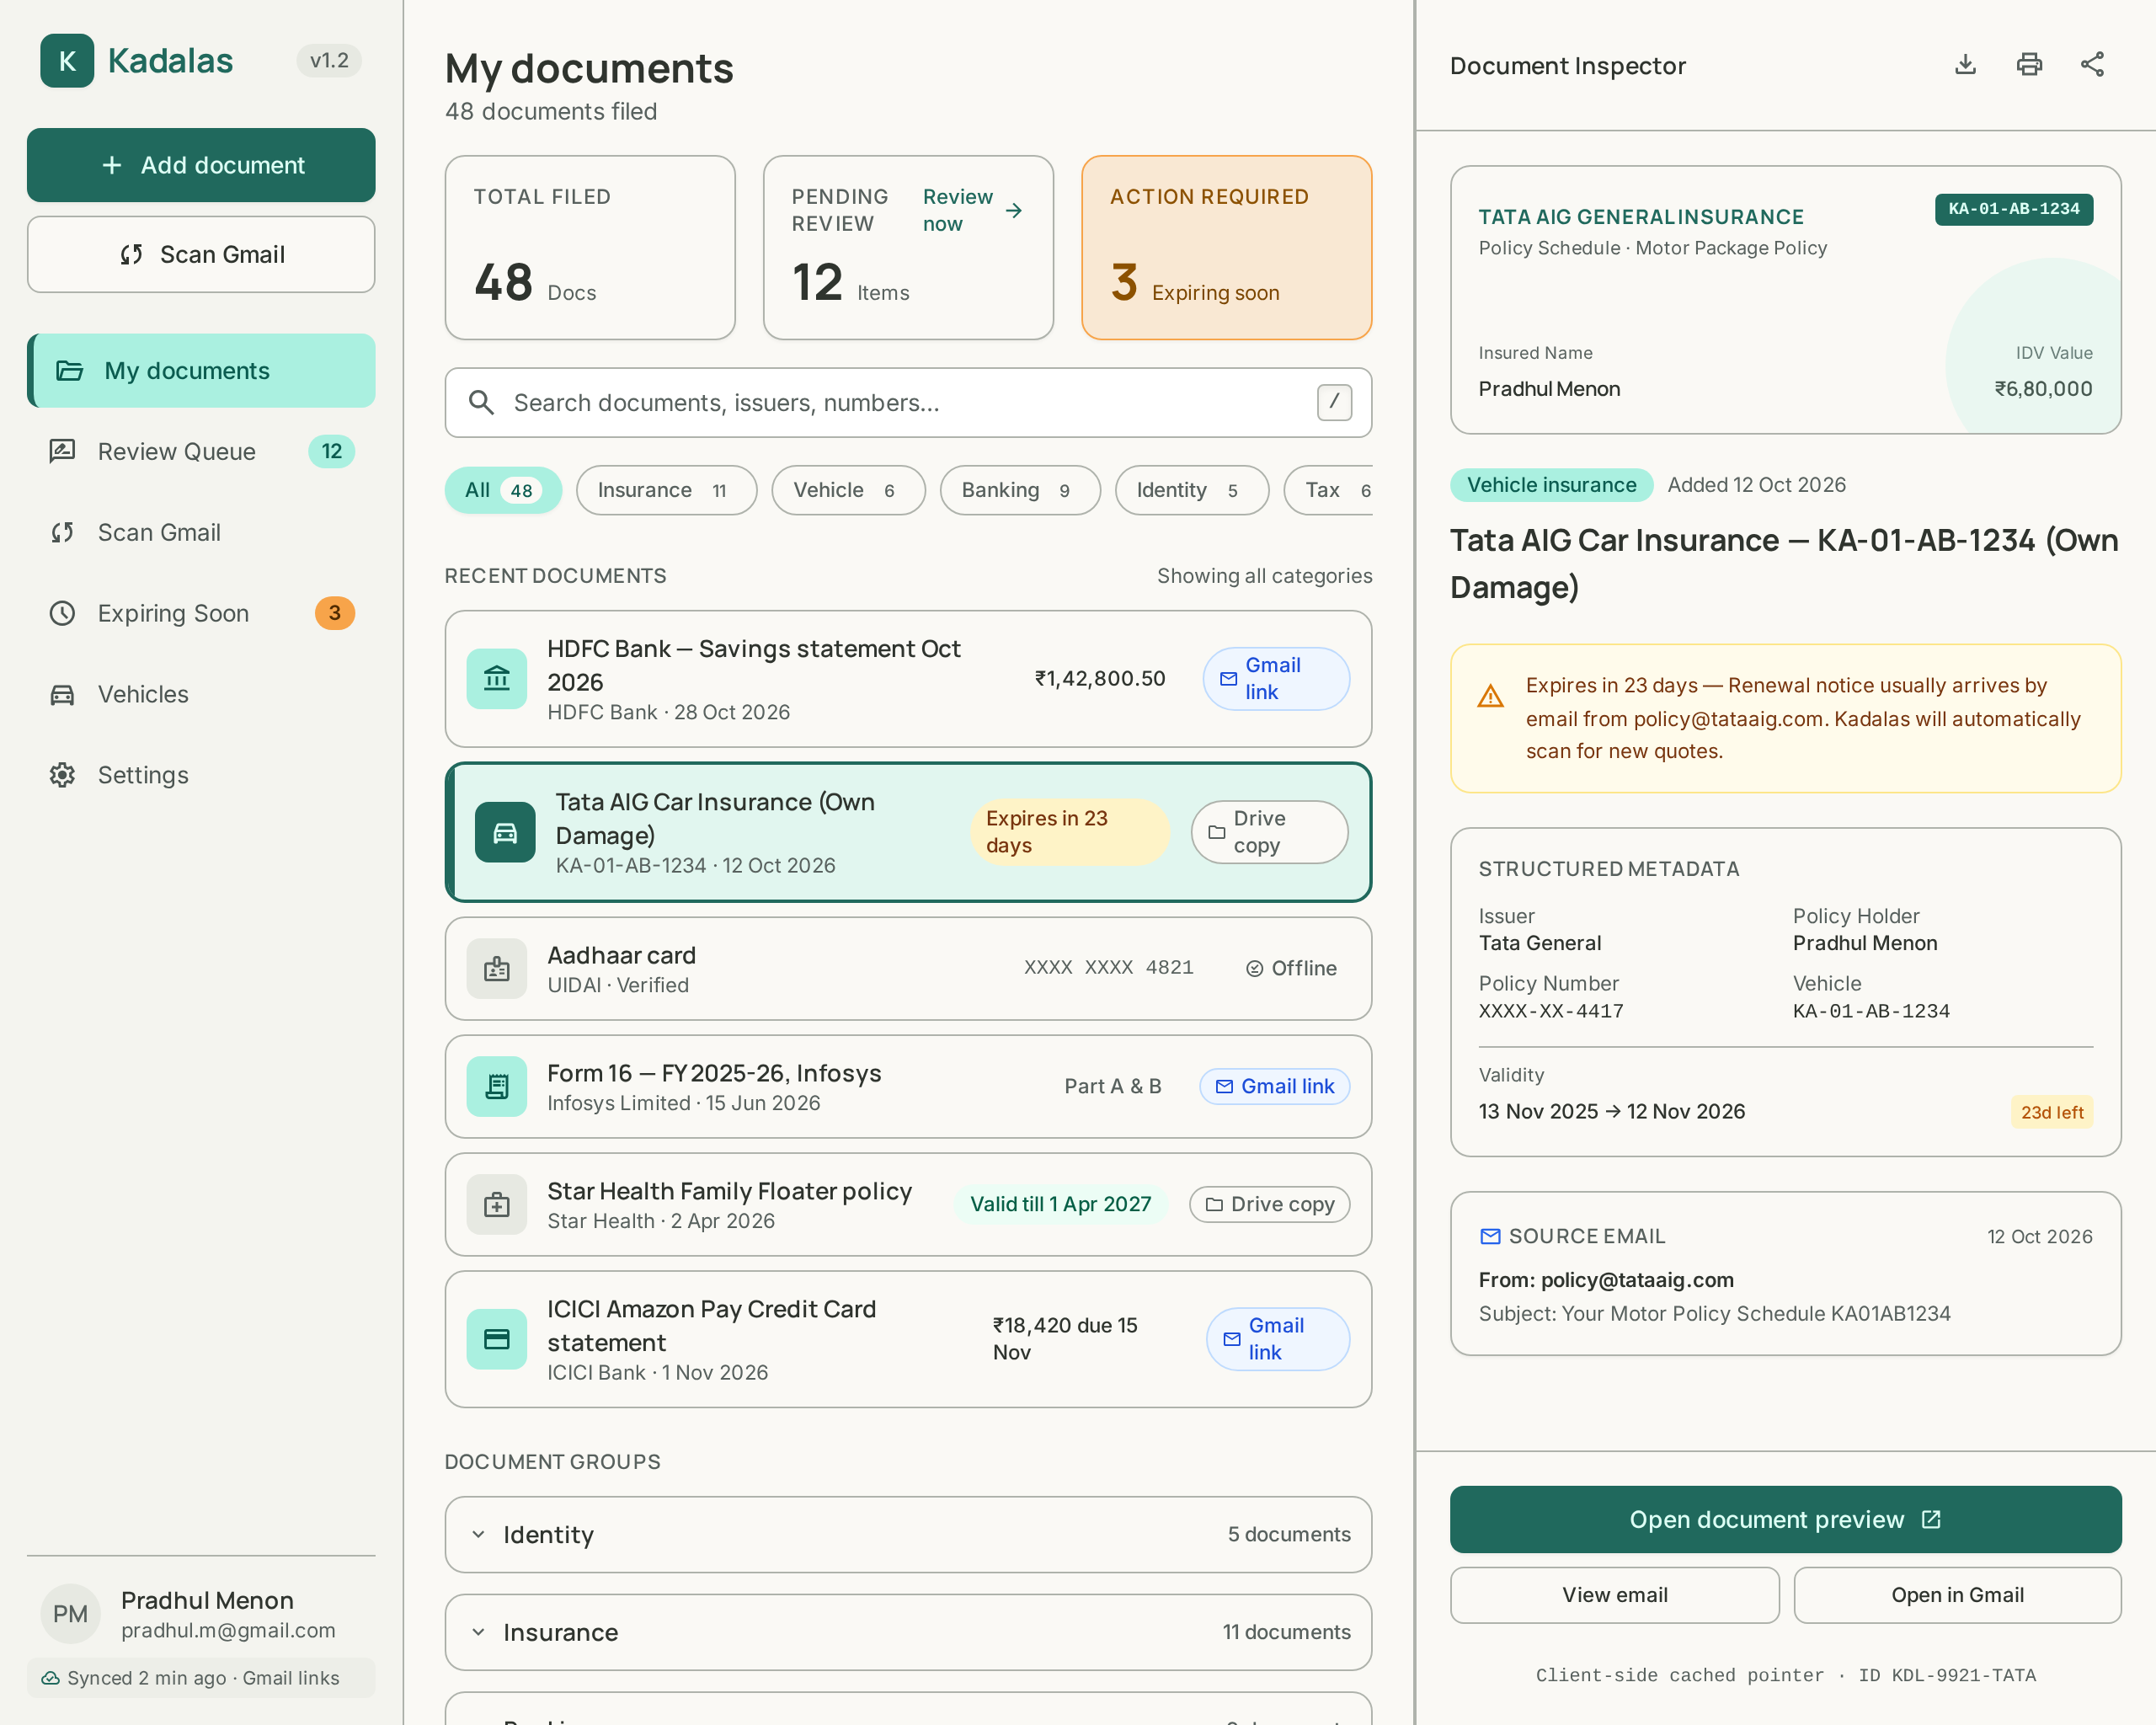 K Kadalas v1.2
+ Add document
Scan Gmail
My documents
Review Queue 12
Scan Gmail
Expiring Soon 3
Vehicles
Settings
PM
Pradhul Menon
pradhul.m@gmail.com
Synced 2 min ago · Gmail links
My documents
48 documents filed
TOTAL FILED
48 Docs
PENDING
REVIEW
Review
now →
12 Items
ACTION REQUIRED
3 Expiring soon
Search documents, issuers, numbers...
/
All 48 Insurance 11 Vehicle 6 Banking 9 Identity 5 Tax 6
RECENT DOCUMENTS Showing all categories
HDFC Bank — Savings statement Oct
2026
HDFC Bank · 28 Oct 2026
₹1,42,800.50
Gmail
link
Tata AIG Car Insurance (Own
Damage)
KA-01-AB-1234 · 12 Oct 2026
Expires in 23
days
Drive
copy
Aadhaar card
UIDAI · Verified
XXXX XXXX 4821
Offline
Form 16 — FY 2025-26, Infosys
Infosys Limited · 15 Jun 2026
Part A & B
Gmail link
Star Health Family Floater policy
Star Health · 2 Apr 2026
Valid till 1 Apr 2027
Drive copy
ICICI Amazon Pay Credit Card
statement
ICICI Bank · 1 Nov 2026
₹18,420 due 15
Nov
Gmail
link
DOCUMENT GROUPS
Identity 5 documents
Insurance 11 documents
Document Inspector
TATA AIG GENERAL INSURANCE
KA-01-AB-1234
Policy Schedule · Motor Package Policy
Insured Name
Pradhul Menon
IDV Value
₹6,80,000
Vehicle insurance Added 12 Oct 2026
Tata AIG Car Insurance — KA-01-AB-1234 (Own
Damage)
Expires in 23 days — Renewal notice usually arrives by
email from policy@tataaig.com. Kadalas will automatically
scan for new quotes.
STRUCTURED METADATA
Issuer
Tata General
Policy Holder
Pradhul Menon
Policy Number
XXXX-XX-4417
Vehicle
KA-01-AB-1234
Validity
13 Nov 2025 → 12 Nov 2026 23d left
SOURCE EMAIL 12 Oct 2026
From: policy@tataaig.com
Subject: Your Motor Policy Schedule KA01AB1234
Open document preview
View email
Open in Gmail
Client-side cached pointer · ID KDL-9921-TATA